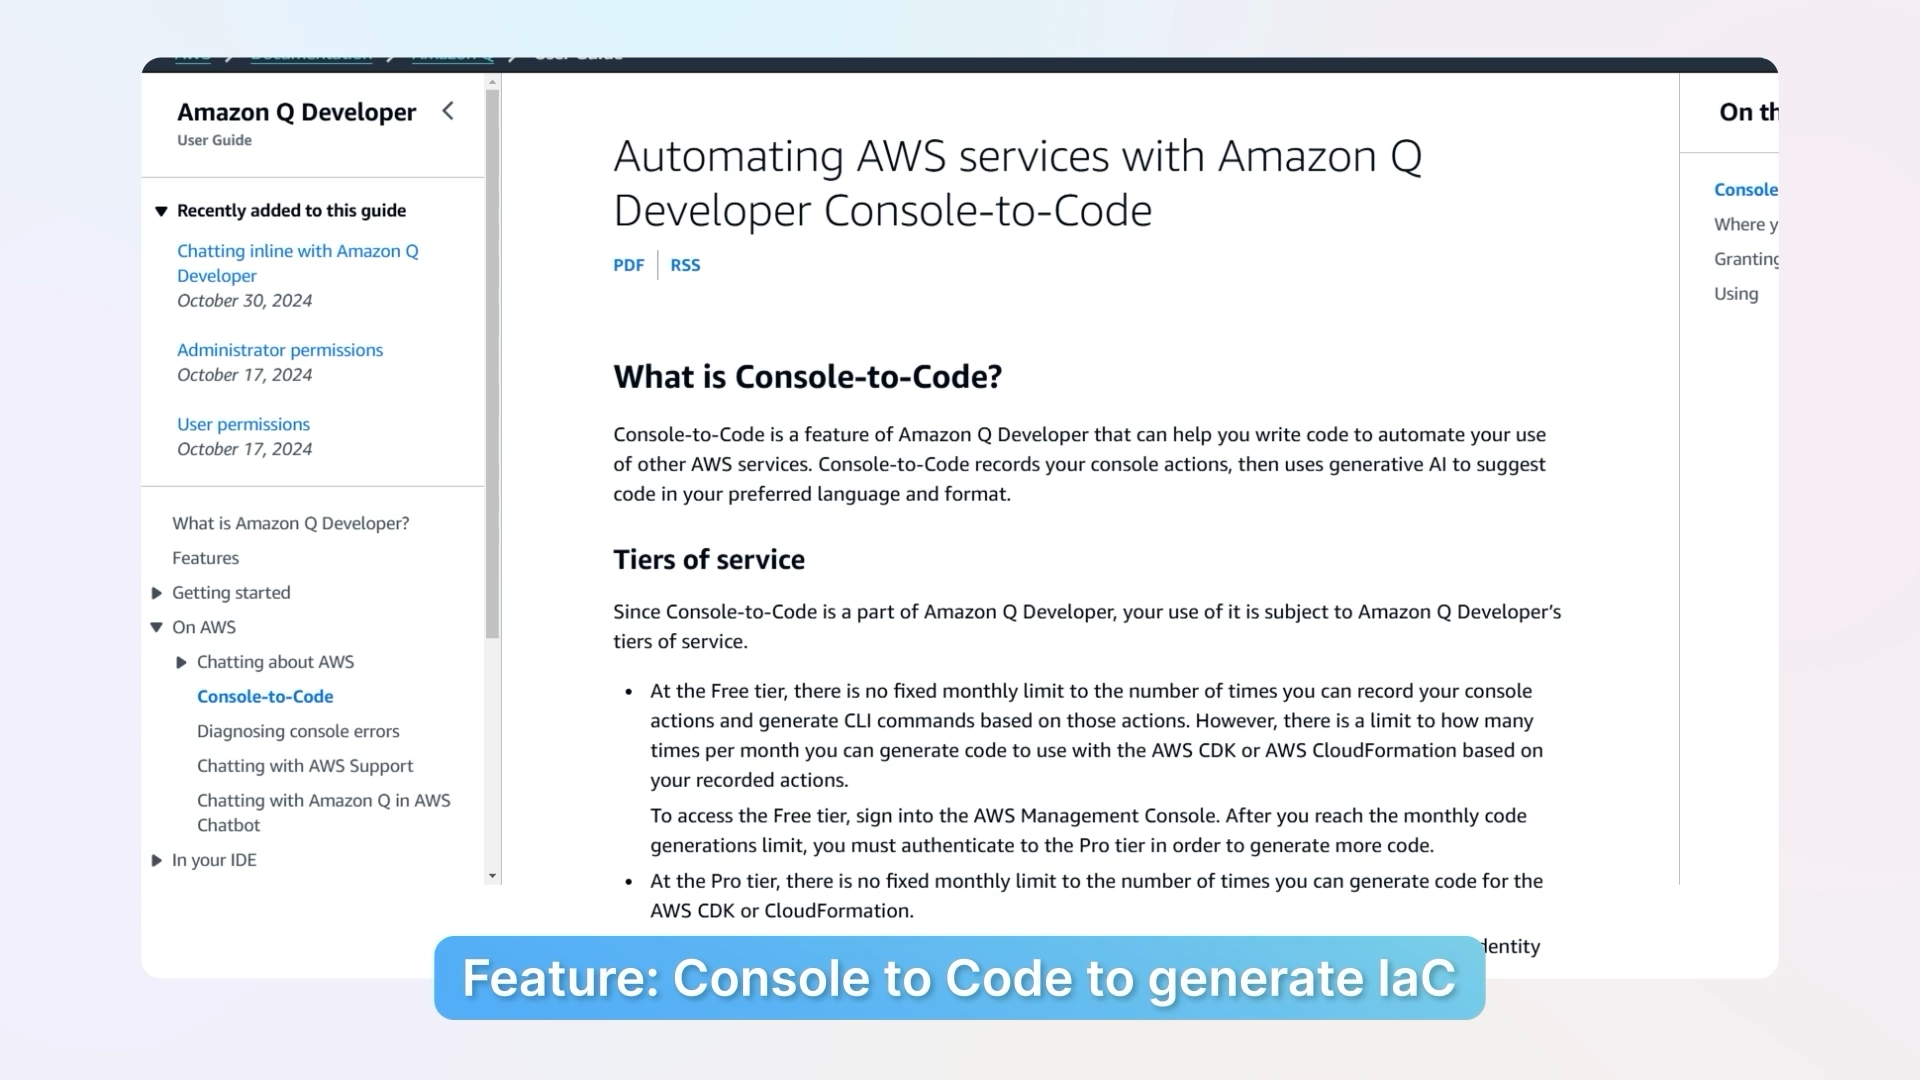 AWS
Documentation
Amazon Q
User Guide
Amazon Q Developer
User Guide
Recently added to this guide
Chatting inline with Amazon Q
Developer
October 30, 2024
Administrator permissions
October 17, 2024
User permissions
October 17, 2024
What is Amazon Q Developer?
Features
Getting started
On AWS
Chatting about AWS
Console-to-Code
Diagnosing console errors
Chatting with AWS Support
Chatting with Amazon Q in AWS
Chatbot
In your IDE
Automating AWS services with Amazon Q
Developer Console-to-Code
PDF
RSS
What is Console-to-Code?
Console-to-Code is a feature of Amazon Q Developer that can help you write code to automate your use
of other AWS services. Console-to-Code records your console actions, then uses generative AI to suggest
code in your preferred language and format.
Tiers of service
Since Console-to-Code is a part of Amazon Q Developer, your use of it is subject to Amazon Q Developer’s
tiers of service.
• At the Free tier, there is no fixed monthly limit to the number of times you can record your console
actions and generate CLI commands based on those actions. However, there is a limit to how many
times per month you can generate code to use with the AWS CDK or AWS CloudFormation based on
your recorded actions.
To access the Free tier, sign into the AWS Management Console. After you reach the monthly code
generations limit, you must authenticate to the Pro tier in order to generate more code.
• At the Pro tier, there is no fixed monthly limit to the number of times you can generate code for the
AWS CDK or CloudFormation.
On th
Console
Where y
Granting
Using
Feature: Console to Code to generate IaC